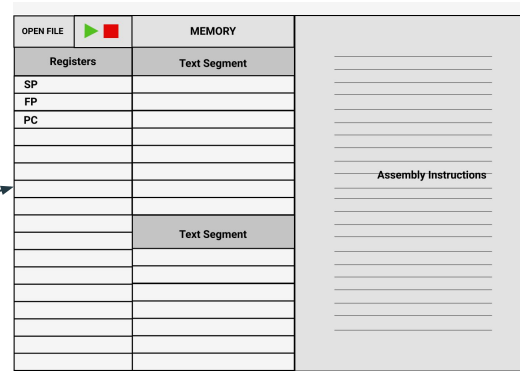 OPEN FILE
MEMORY
Registers
Text Segment
SP
FP
PC
Assembly Instructions
Text Segment